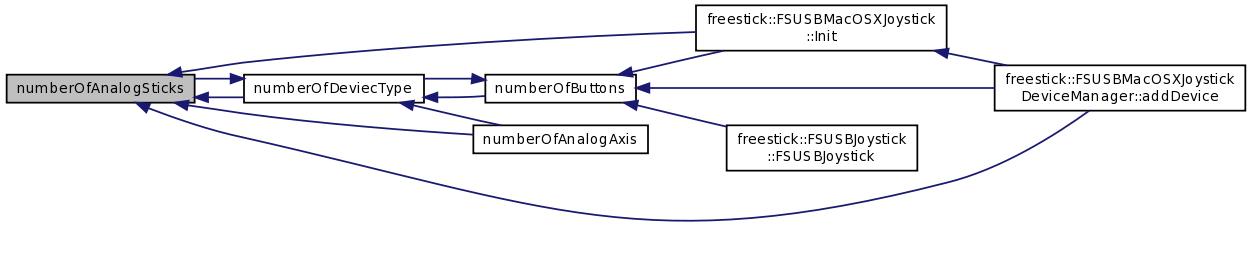 freestick::FSUSBMacOSXJoystick
::Init
numberOfAnalogSticks
numberOfDeviecType
numberOfButtons
freestick::FSUSBMacOSXJoystick
DeviceManager::addDevice
numberOfAnalogAxis
freestick::FSUSBJoystick
::FSUSBJoystick